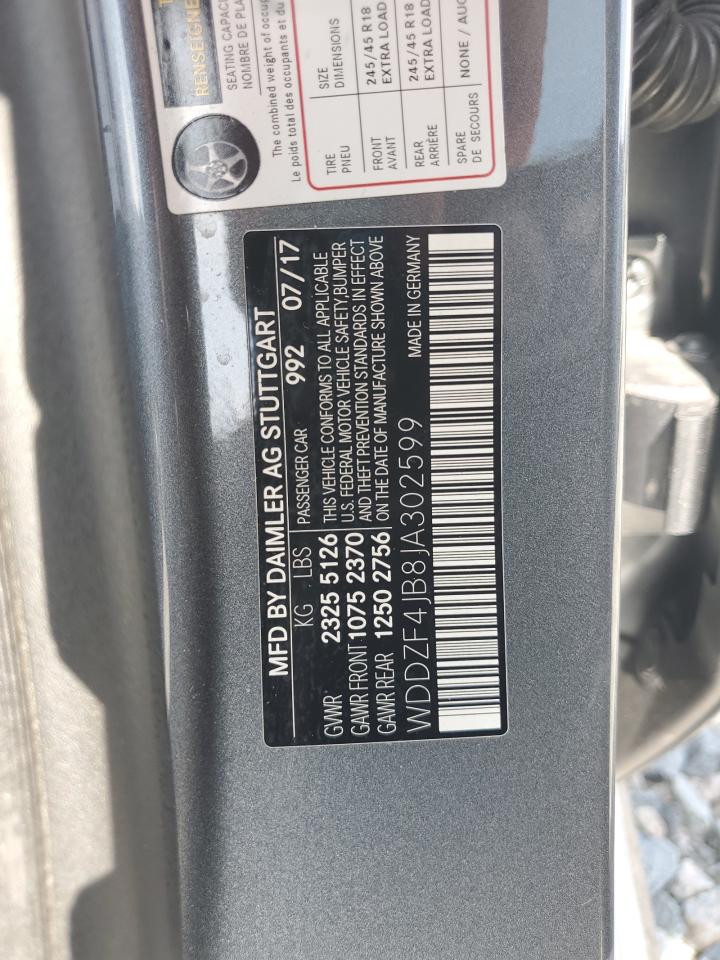 RENSEIGNE
SEATING CAPAC
NOMBRE DE PLA
The combined weight of occup
Le poids total des occupants et du
TIRE SIZE
PNEU DIMENSIONS
FRONT 245/45 R18
AVANT EXTRA LOAD
REAR 245/45 R18
ARRIÈRE EXTRA LOAD
SPARE NONE / AUC
DE SECOURS
MFD BY DAIMLER AG STUTTGART
KG LBS PASSENGER CAR 992 07/17
GVWR 2325 5126 THIS VEHICLE CONFORMS TO ALL APPLICABLE
U.S. FEDERAL MOTOR VEHICLE SAFETY,BUMPER
GAWR FRONT 1075 2370 AND THEFT PREVENTION STANDARDS IN EFFECT
GAWR REAR 1250 2756 ON THE DATE OF MANUFACTURE SHOWN ABOVE
WDDZF4JB8JA302599 MADE IN GERMANY